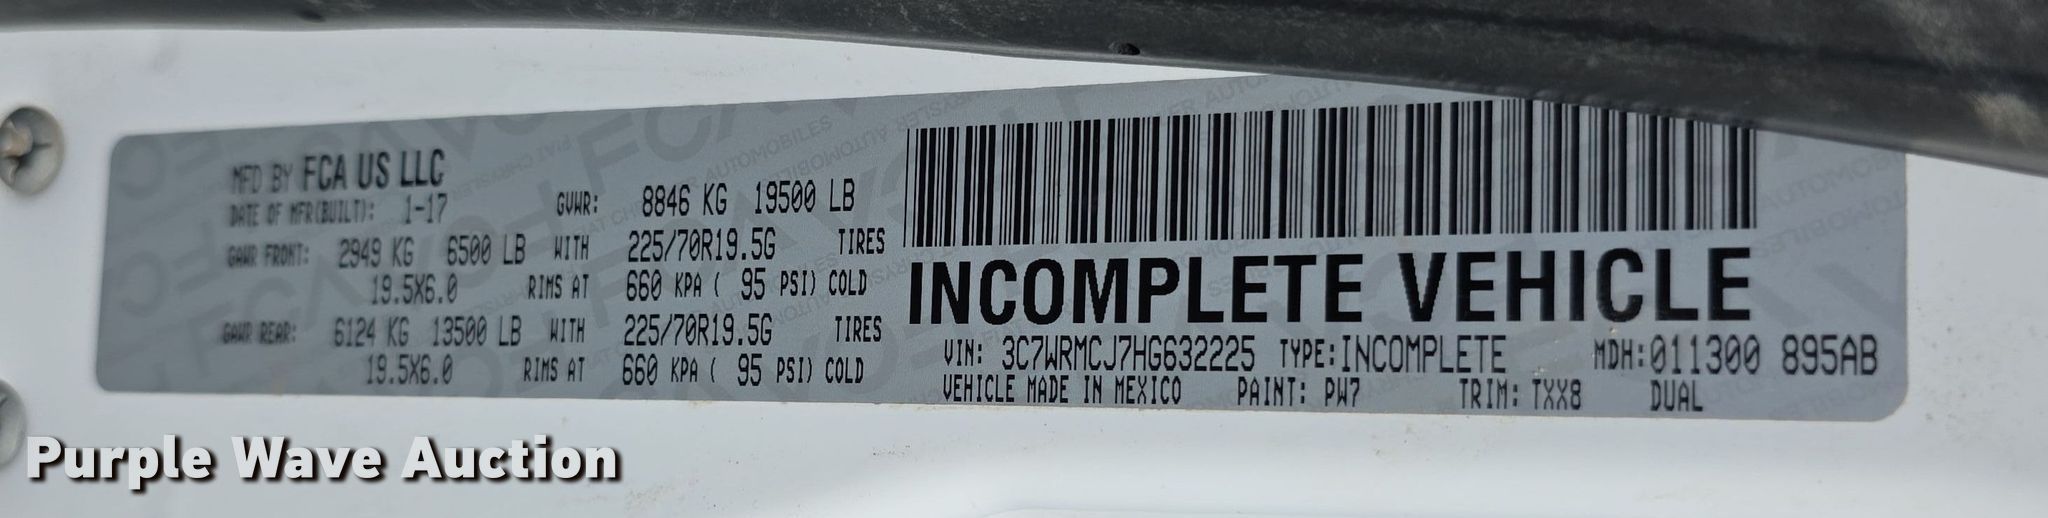 MFD BY FCA US LLC
DATE OF MFR(BUILT): 1-17 GVWR: 8846 KG 19500 LB
GAWR FRONT: 2949 KG 6500 LB WITH 225/70R19.5G TIRES
19.5X6.0 RIMS AT 660 KPA ( 95 PSI) COLD
GAWR REAR: 6124 KG 13500 LB WITH 225/70R19.5G TIRES
19.5X6.0 RIMS AT 660 KPA ( 95 PSI) COLD
INCOMPLETE VEHICLE
VIN: 3C7WRMCJ7HG632225 TYPE:INCOMPLETE MDH:011300 895AB
VEHICLE MADE IN MEXICO PAINT: PW7 TRIM: TXX8 DUAL
Purple Wave Auction